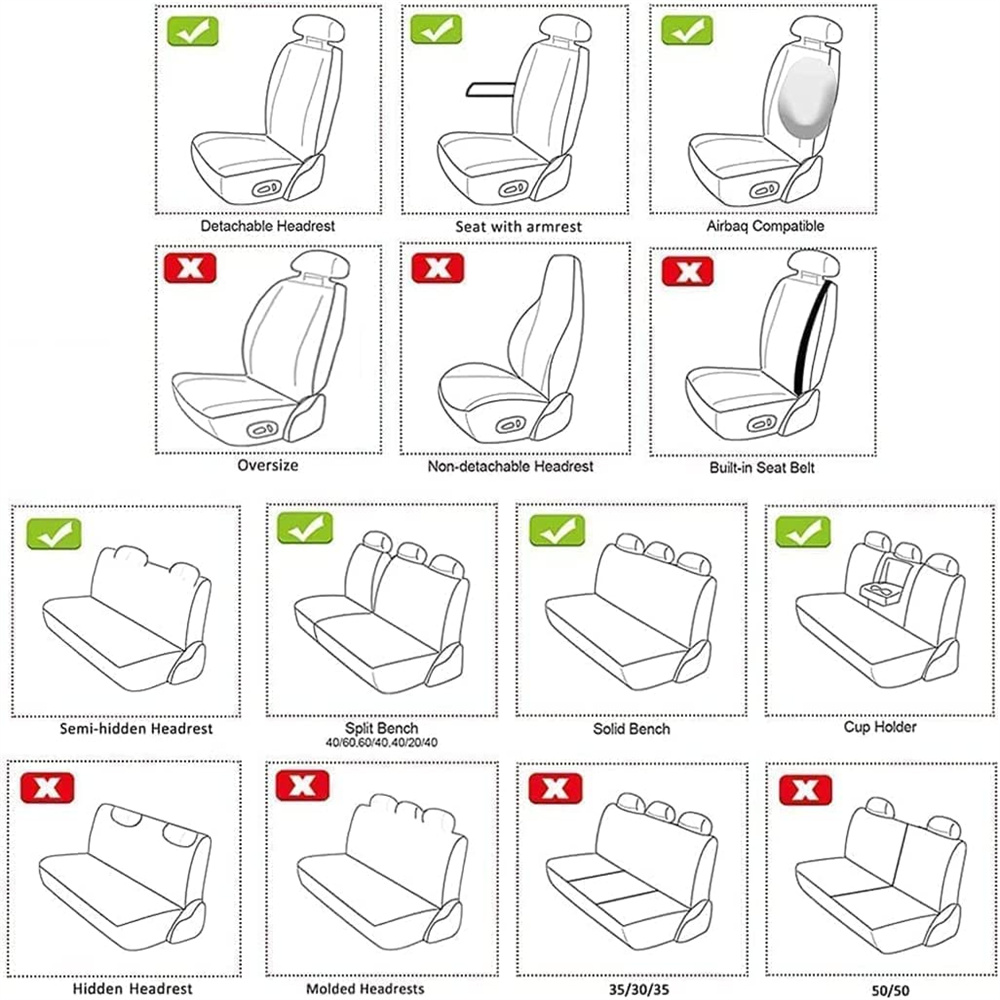 Detachable Headrest
Seat with armrest
Airbaq Compatible
Oversize
Non-detachable Headrest
Built-in Seat Belt
Semi-hidden Headrest
Split Bench
40/60,60/40,40/20/40
Solid Bench
Cup Holder
Hidden Headrest
Molded Headrests
35/30/35
50/50